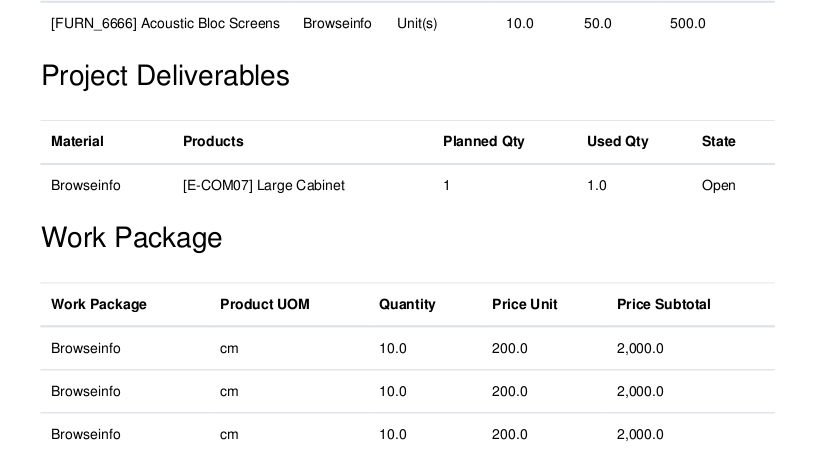 [FURN_6666] Acoustic Bloc Screens Browseinfo Unit(s) 10.0 50.0 500.0
Project Deliverables
Material Products Planned Qty Used Qty State
Browseinfo [E-COM07] Large Cabinet 1 1.0 Open
Work Package
Work Package Product UOM Quantity Price Unit Price Subtotal
Browseinfo cm 10.0 200.0 2,000.0
Browseinfo cm 10.0 200.0 2,000.0
Browseinfo cm 10.0 200.0 2,000.0